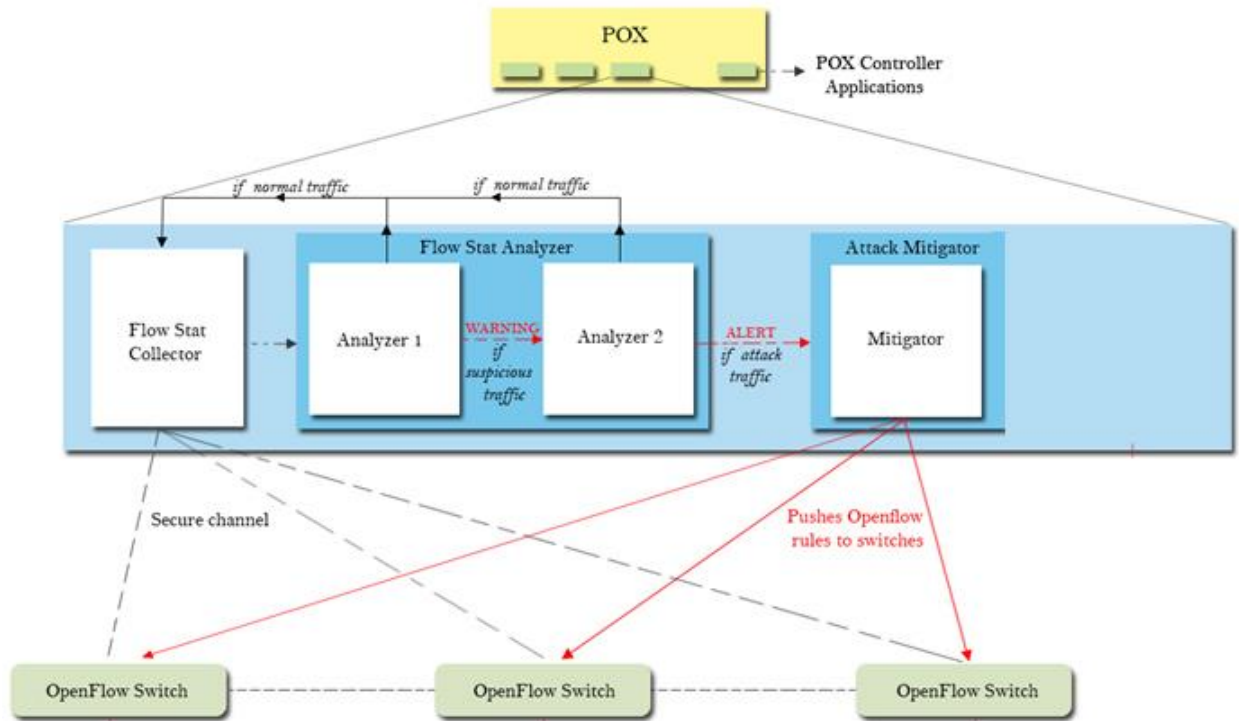 POX
POX Controller
Applications
if normal traffic
if normal traffic
Flow Stat Analyzer
Attack Mitigator
Flow Stat
Collector
Analyzer 1
WARNING
if
suspicious
traffic
Analyzer 2
ALERT
if attack
traffic
Mitigator
Secure channel
Pushes Openflow
rules to switches
OpenFlow Switch
OpenFlow Switch
OpenFlow Switch